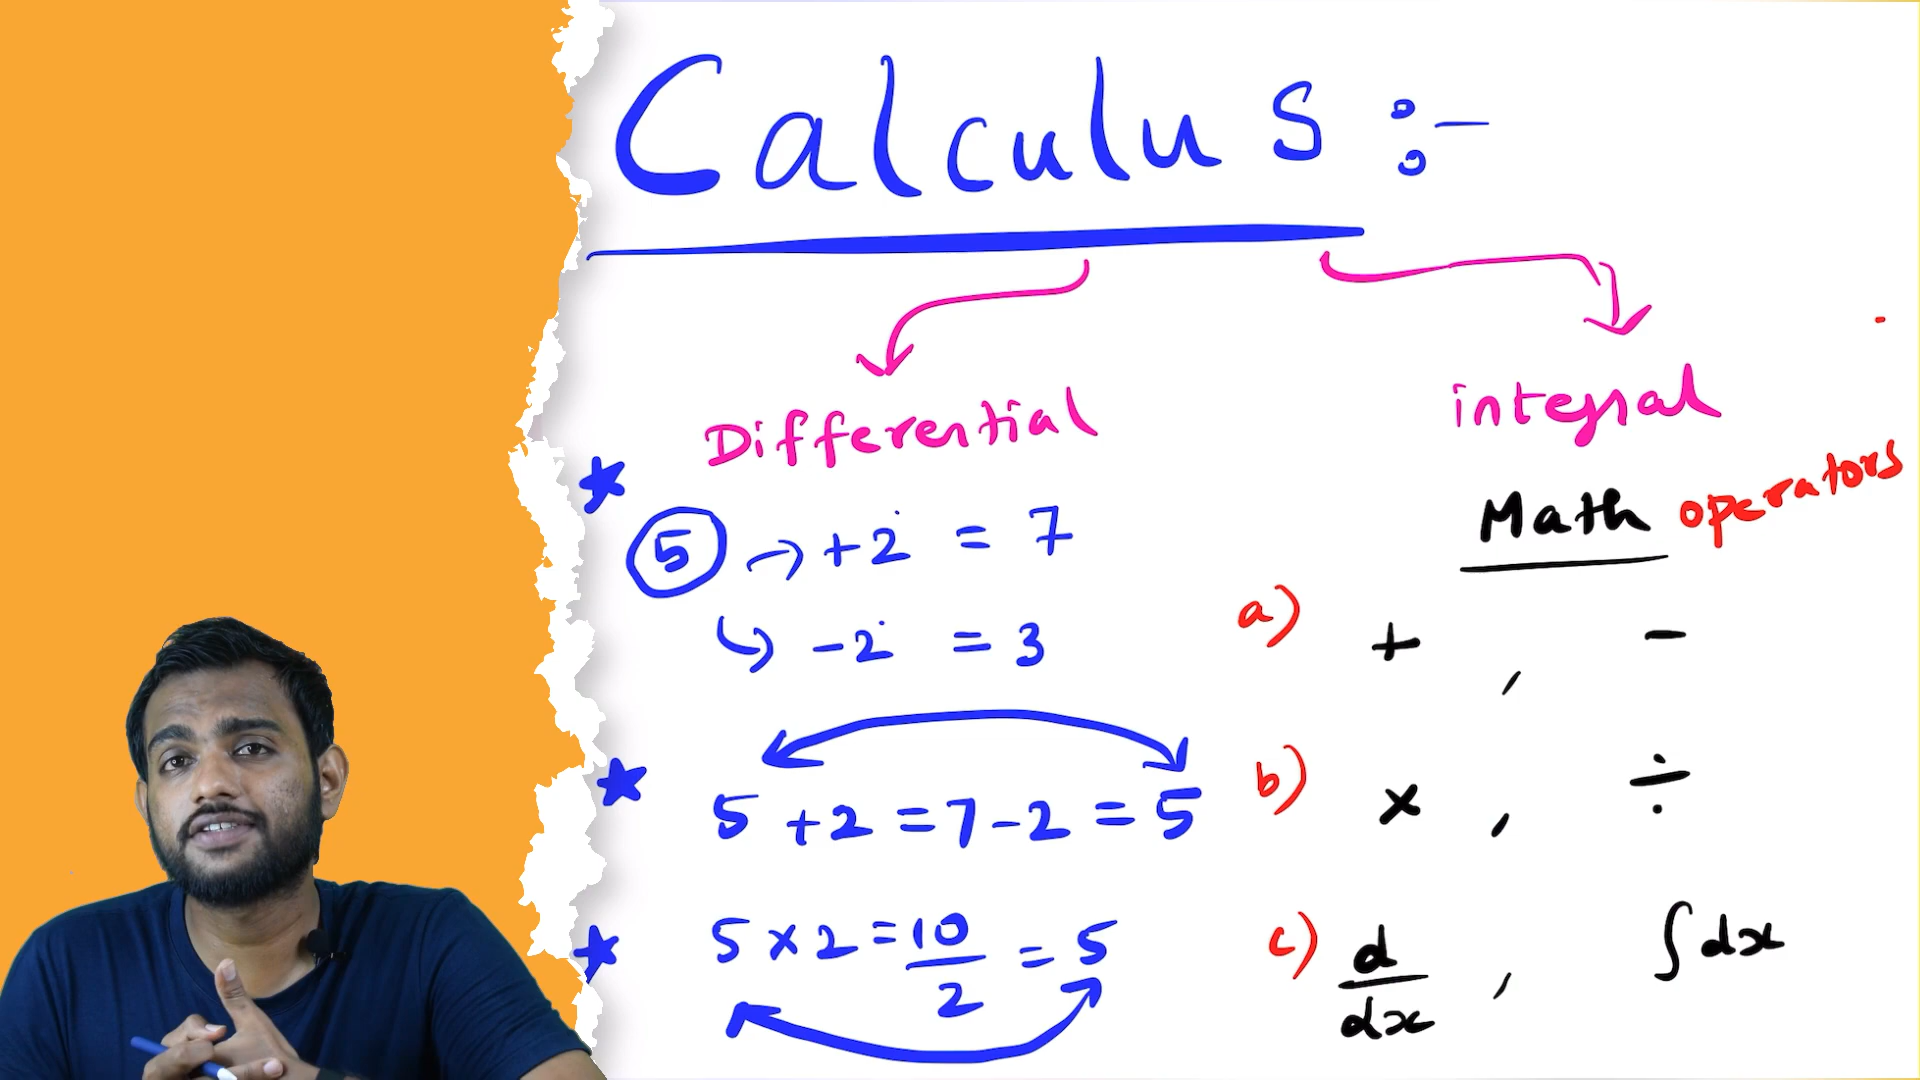 Calculus :-
Differential
integral
★
5 → +2 = 7
↳ -2 = 3
★ 5 + 2 = 7 - 2 = 5
★ 5 × 2 = 10/2 = 5
Math operators
a) + , -
b) × , ÷
c) d/dx , ∫dx